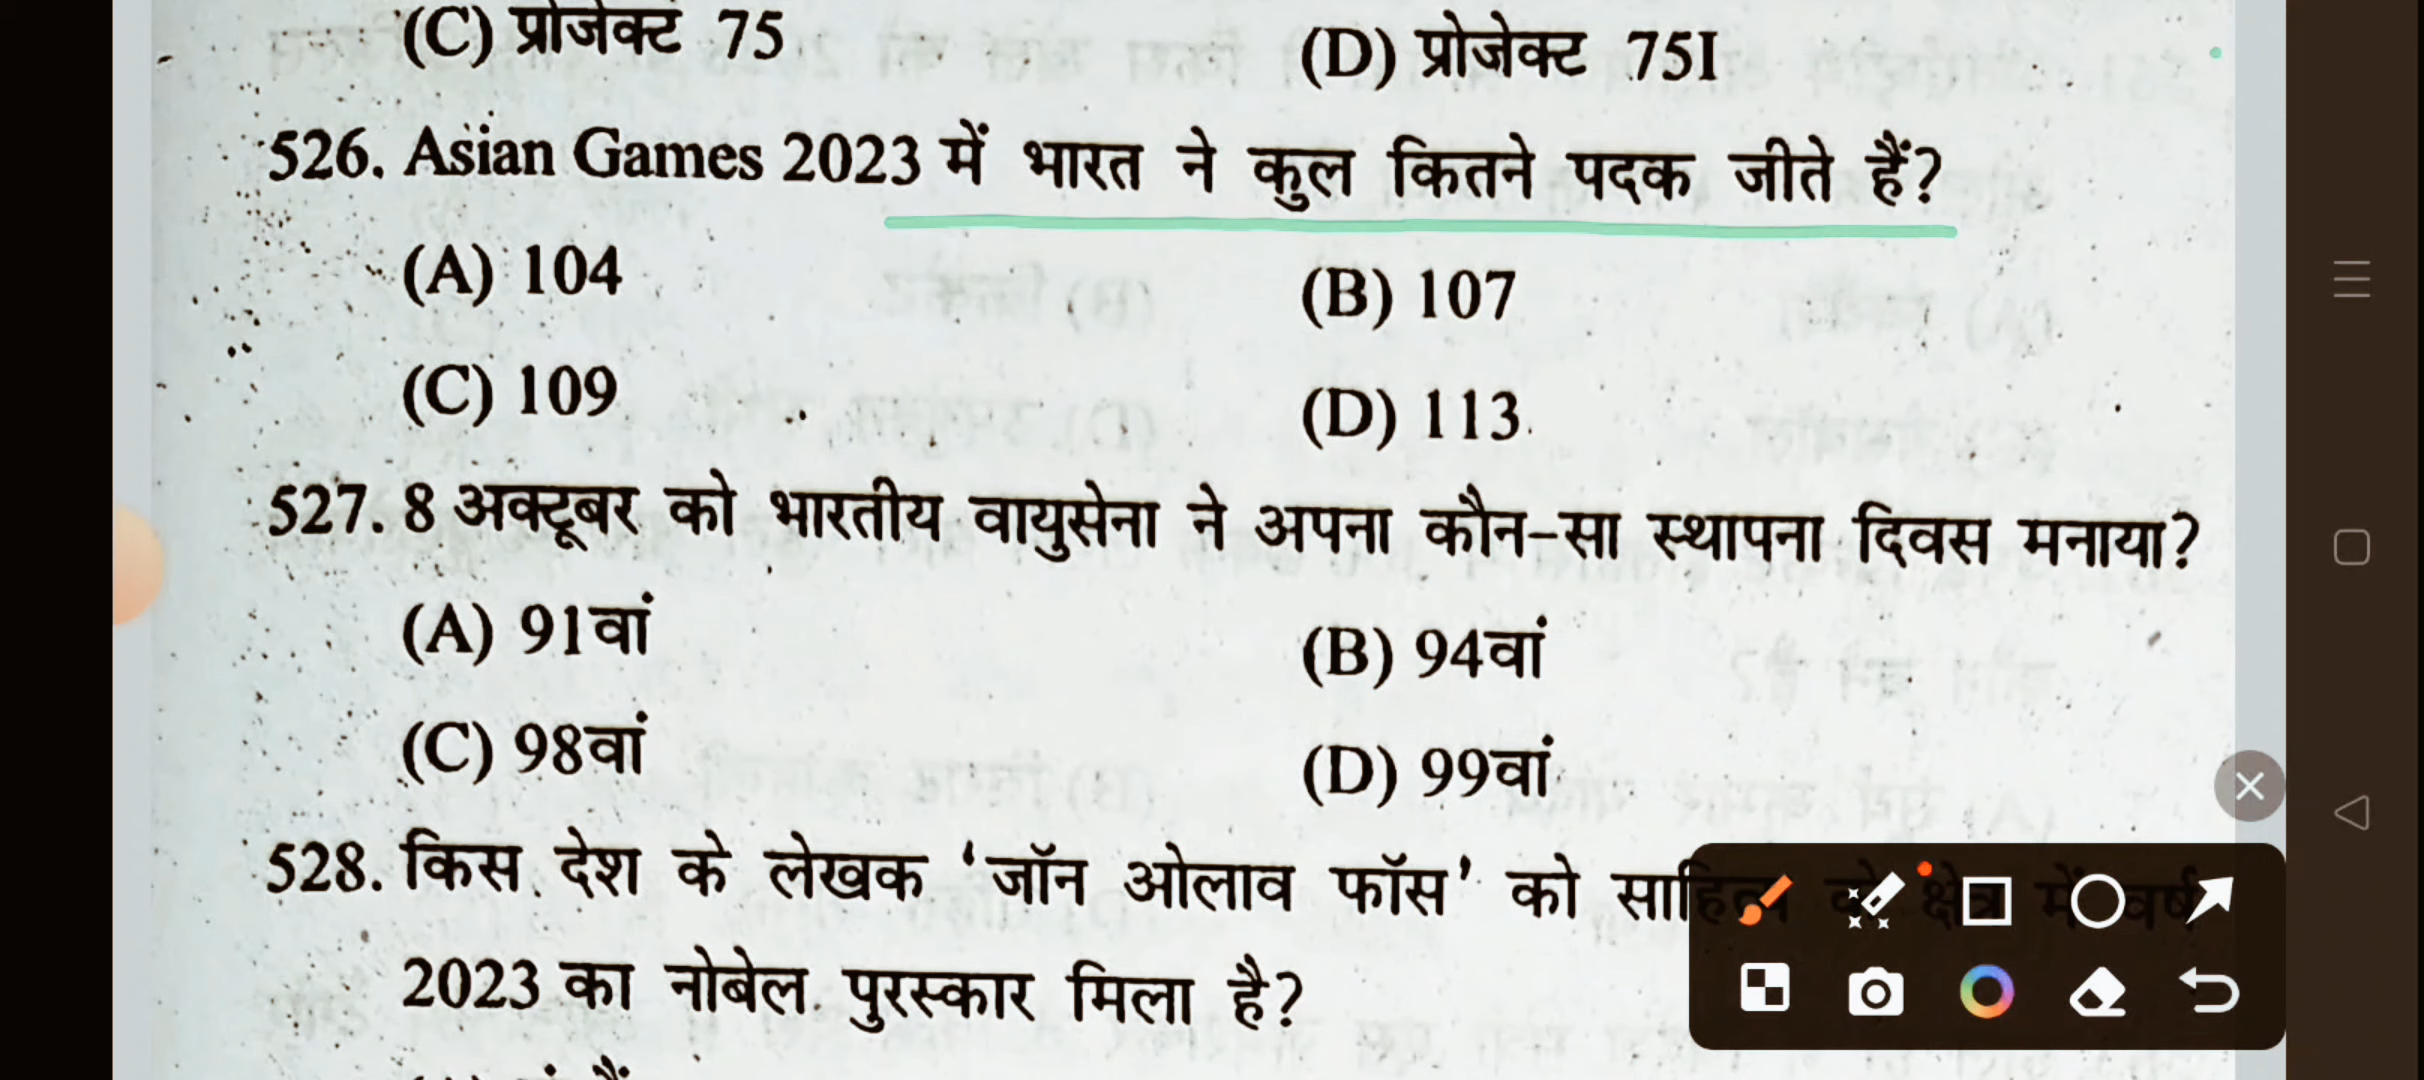 (C) प्रोजेक्ट 75 (D) प्रोजेक्ट 75I
526. Asian Games 2023 में भारत ने कुल कितने पदक जीते हैं?
(A) 104 (B) 107
(C) 109 (D) 113
527. 8 अक्टूबर को भारतीय वायुसेना ने अपना कौन-सा स्थापना दिवस मनाया?
(A) 91वां (B) 94वां
(C) 98वां (D) 99वां
528. किस देश के लेखक 'जॉन ओलाव फॉस' को साहित्य के क्षेत्र में वर्ष
2023 का नोबेल पुरस्कार मिला है?